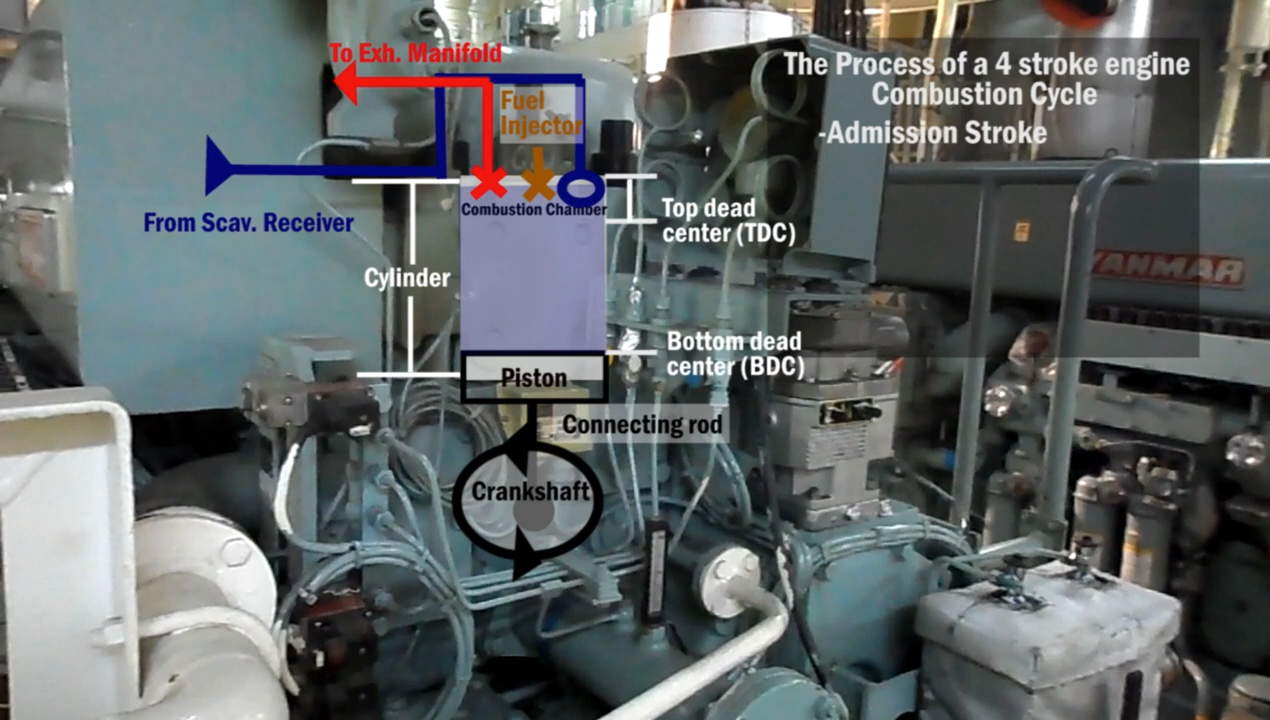 To Exh. Manifold
The Process of a 4 stroke engine
Combustion Cycle
-Admission Stroke
Fuel
Injector
From Scav. Receiver
Combustion Chamber
Top dead
center (TDC)
Cylinder
YANMAR
Bottom dead
center (BDC)
Piston
Connecting rod
Crankshaft